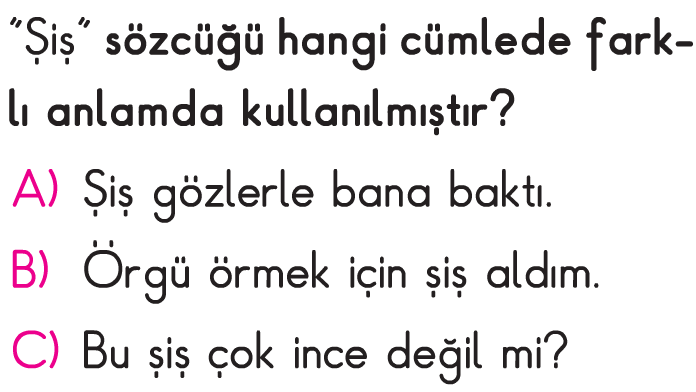 "Şiş" sözcüğü hangi cümlede fark-
lı anlamda kullanılmıştır?
A) Şiş gözlerle bana baktı.
B) Örgü örmek için şiş aldım.
C) Bu şiş çok ince değil mi?